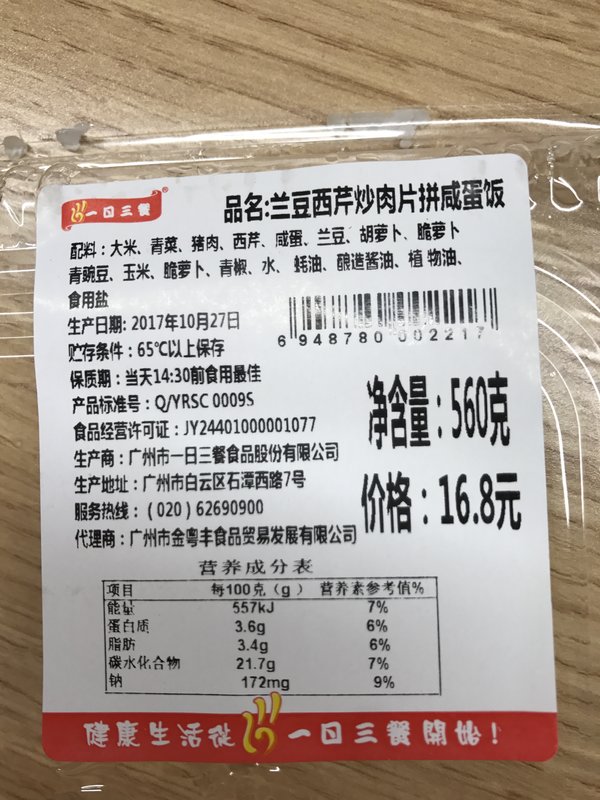 一日三餐®
品名:兰豆西芹炒肉片拼咸蛋饭
配料：大米、青菜、猪肉、西芹、咸蛋、兰豆、胡萝卜、脆萝卜
青豌豆、玉米、脆萝卜、青椒、水、蚝油、酿造酱油、植 物油、
食用盐
生产日期: 2017年10月27日
贮存条件：65℃以上保存
6 948780 002217
保质期：当天14:30前食用最佳
产品标准号：Q/YRSC 0009S
食品经营许可证：JY24401000001077
净含量：560克
生产商：广州市一日三餐食品股份有限公司
生产地址：广州市白云区石潭西路7号
服务热线：（020）62690900
价格：16.8元
代理商：广州市金粤丰食品贸易发展有限公司
营养成分表
项目 每100克（g） 营养素参考值%
能量 557kJ 7%
蛋白质 3.6g 6%
脂肪 3.4g 6%
碳水化合物 21.7g 7%
钠 172mg 9%
健康生活從一日三餐開始!